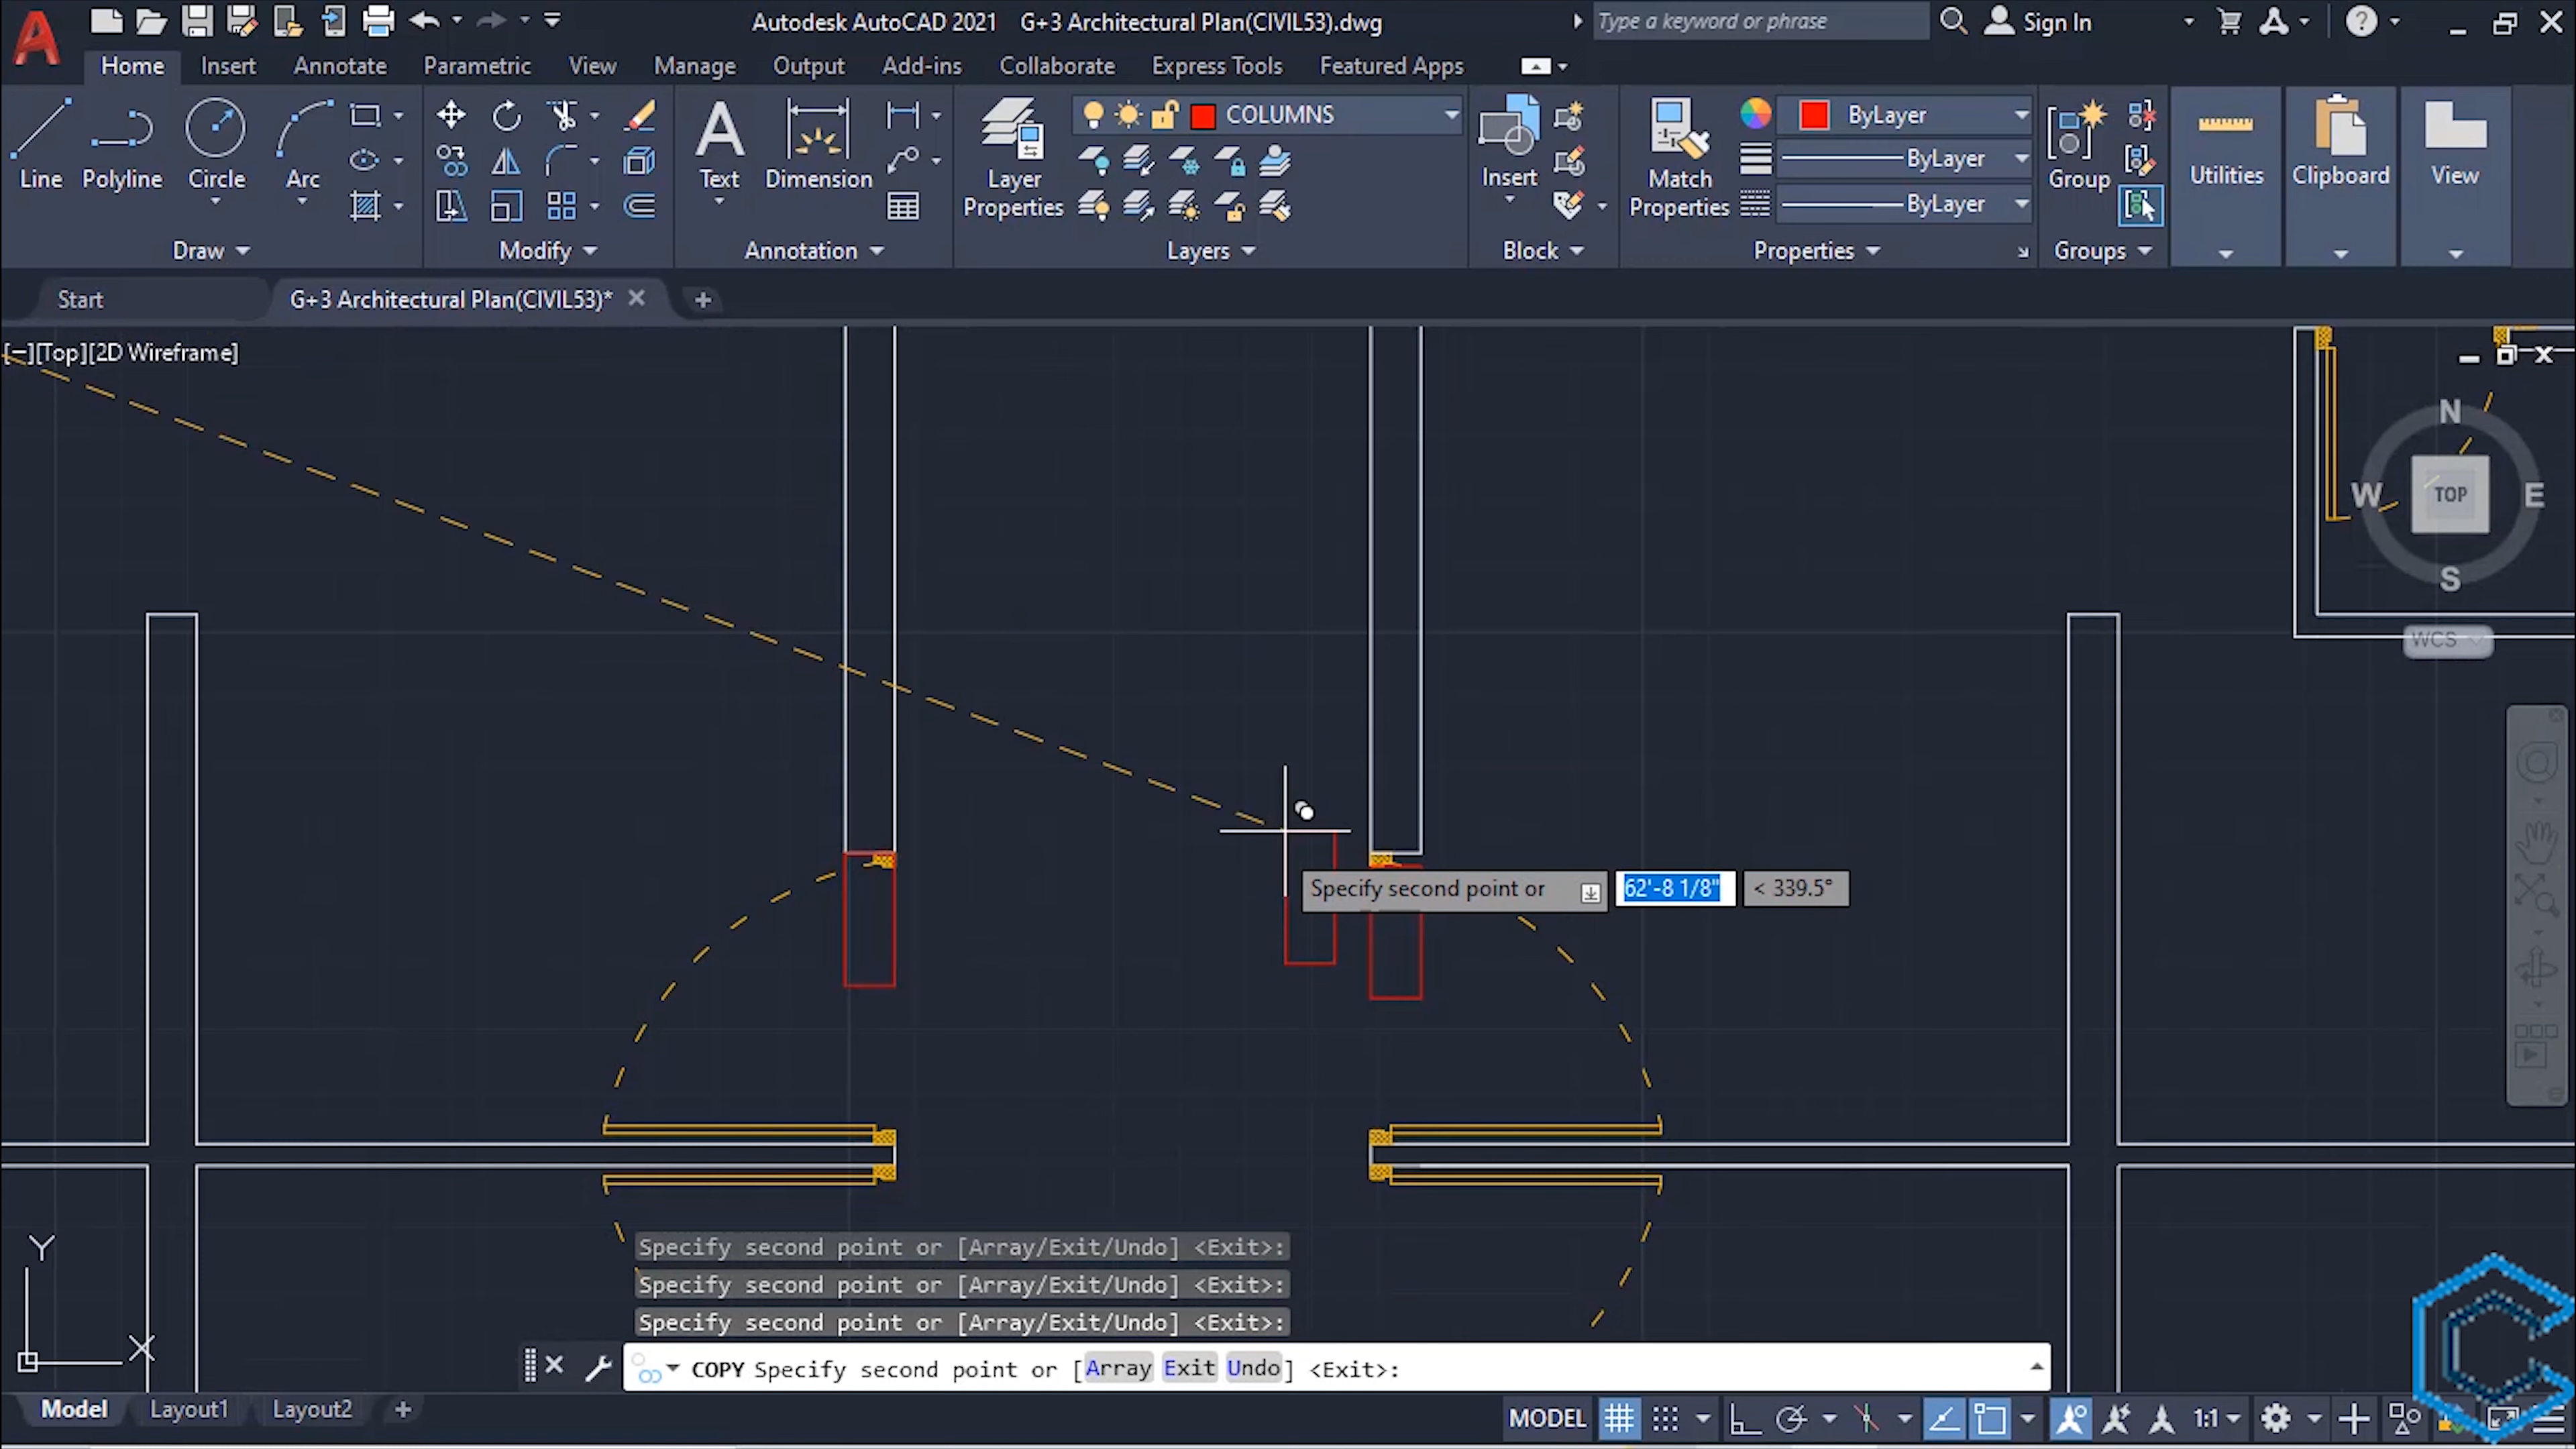 Autodesk AutoCAD 2021 G+3 Architectural Plan(CIVIL53).dwg
Type a keyword or phrase
Sign In
Home Insert Annotate Parametric View Manage Output Add-ins Collaborate Express Tools Featured Apps
Line Polyline Circle Arc
Draw
Modify
Text Dimension
Annotation
Layer Properties
COLUMNS
Layers
Insert
Block
Match Properties
ByLayer
ByLayer
ByLayer
Properties
Group
Groups
Utilities
Clipboard
View
Start
G+3 Architectural Plan(CIVIL53)*
[−][Top][2D Wireframe]
N
W TOP E
S
WCS
Specify second point or 62'-8 1/8" < 339.5°
Y
X
Specify second point or [Array/Exit/Undo] <Exit>:
Specify second point or [Array/Exit/Undo] <Exit>:
Specify second point or [Array/Exit/Undo] <Exit>:
COPY Specify second point or [Array Exit Undo] <Exit>:
Model Layout1 Layout2
MODEL
1:1